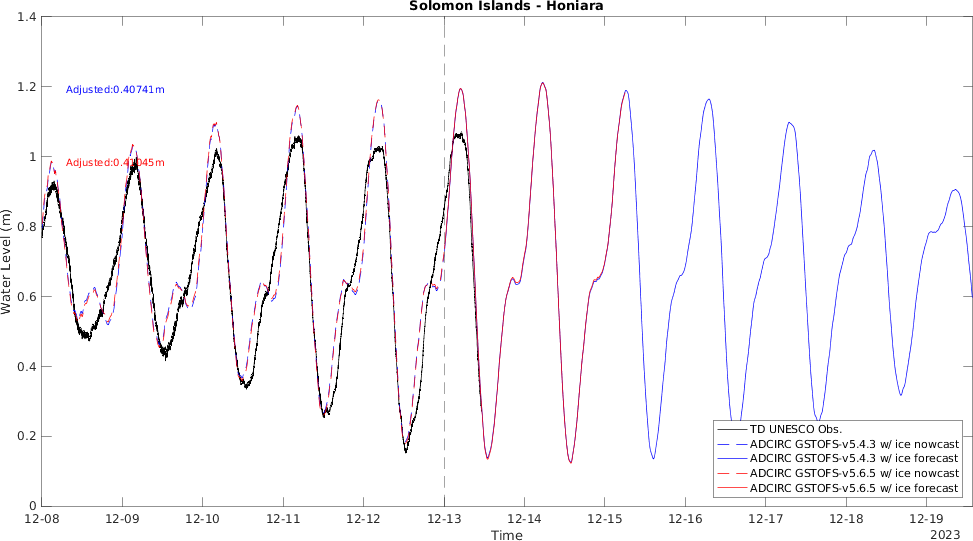 Solomon Islands - Honiara
1.4
1.2
1
0.8
0.6
0.4
0.2
0
Water Level (m)
Adjusted:0.40741m
Adjusted:0.41045m
12-08
12-09
12-10
12-11
12-12
12-13
12-14
12-15
12-16
12-17
12-18
12-19
2023
Time
TD UNESCO Obs.
ADCIRC GSTOFS-v5.4.3 w/ ice nowcast
ADCIRC GSTOFS-v5.4.3 w/ ice forecast
ADCIRC GSTOFS-v5.6.5 w/ ice nowcast
ADCIRC GSTOFS-v5.6.5 w/ ice forecast